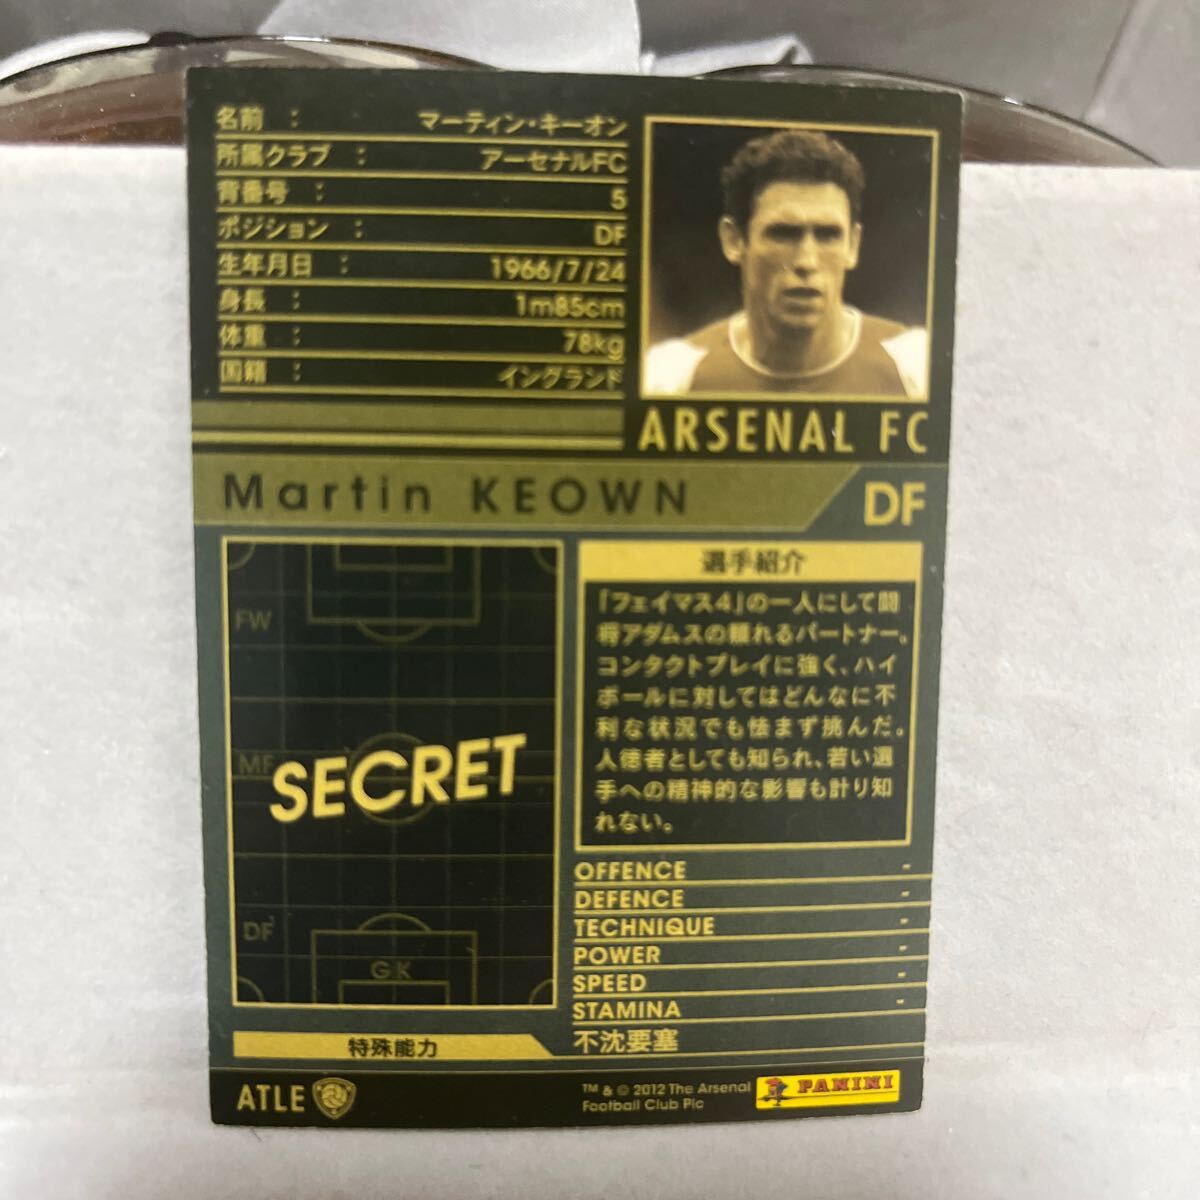 名前 : マーティン・キーオン
所属クラブ : アーセナルFC
背番号 : 5
ポジション : DF
生年月日 : 1966/7/24
身長 : 1m85cm
体重 : 78kg
国籍 : イングランド
ARSENAL FC
Martin KEOWN
DF
FW
MF
SECRET
DF
GK
選手紹介
「フェイマス4」の一人にして闘
将アダムスの頼れるパートナー。
コンタクトプレイに強く、ハイ
ボールに対してはどんなに不
利な状況でも怯まず挑んだ。
人徳者としても知られ、若い選
手への精神的な影響も計り知
れない。
OFFENCE -
DEFENCE -
TECHNIQUE -
POWER -
SPEED -
STAMINA -
特殊能力 不沈要塞
ATLE
™ & © 2012 The Arsenal
Football Club Plc
PANINI